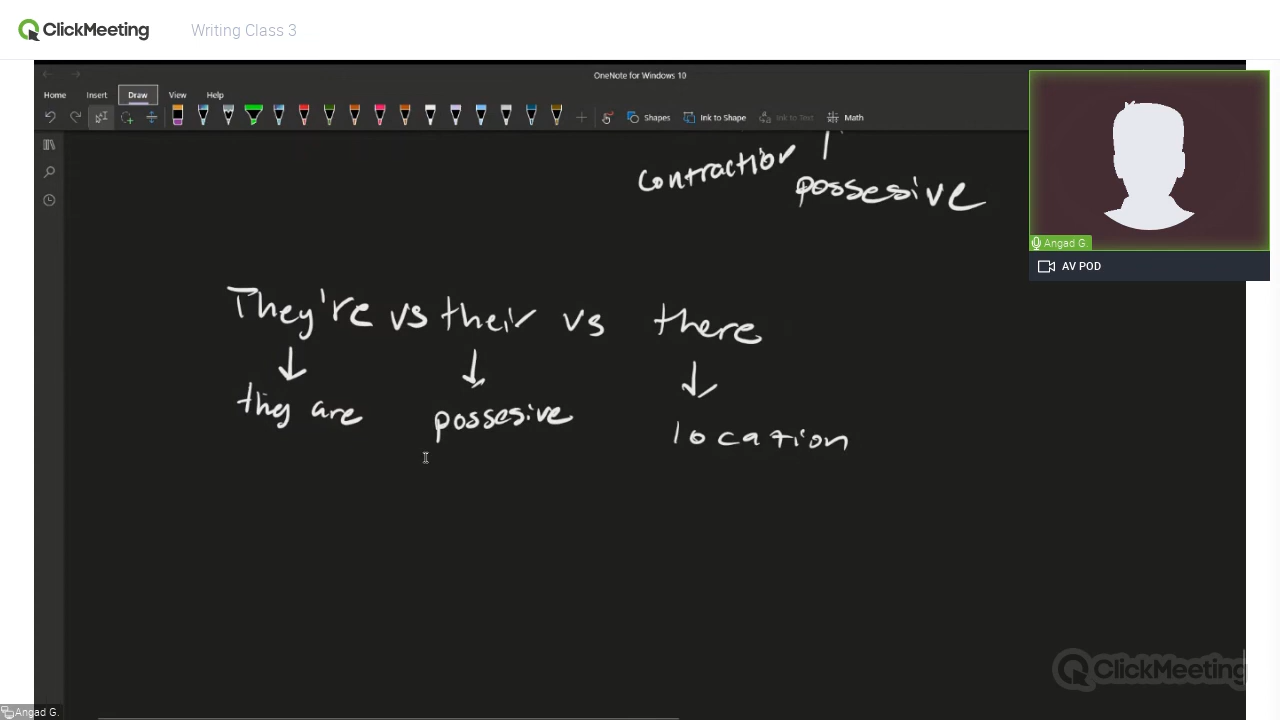 ClickMeeting Writing Class 3
OneNote for Windows 10
Home Insert Draw View Help
Shapes Ink to Shape Ink to Text Math
contraction
possesive
They're vs their vs there
they are possesive location
Angad G.
AV POD
ClickMeeting
Angad G.